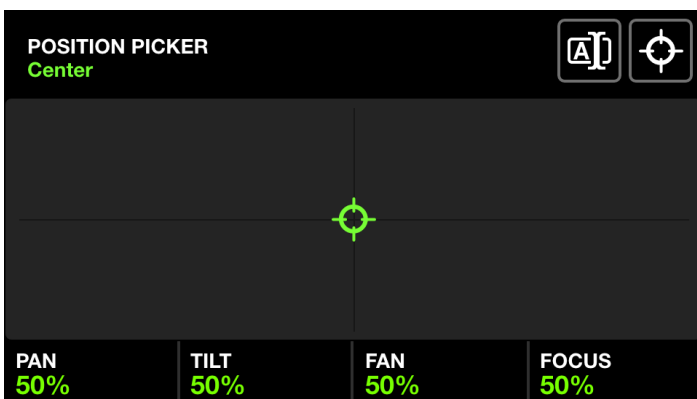 POSITION PICKER
Center
A
PAN
50%
TILT
50%
FAN
50%
FOCUS
50%